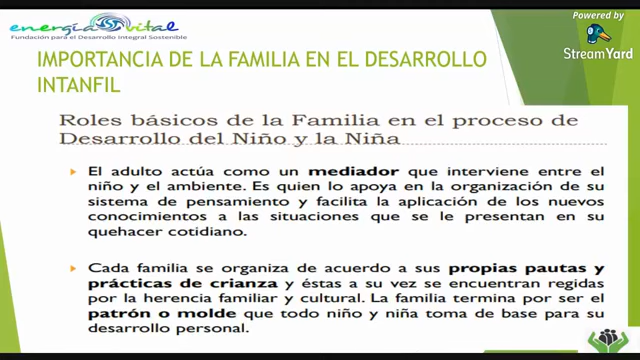 energía vital
Fundación para el Desarrollo Integral Sostenible
Powered by
StreamYard
IMPORTANCIA DE LA FAMILIA EN EL DESARROLLO
INTANFIL
Roles básicos de la Familia en el proceso de
Desarrollo del Niño y la Niña
El adulto actúa como un mediador que interviene entre el
niño y el ambiente. Es quien lo apoya en la organización de su
sistema de pensamiento y facilita la aplicación de los nuevos
conocimientos a las situaciones que se le presentan en su
quehacer cotidiano.
Cada familia se organiza de acuerdo a sus propias pautas y
prácticas de crianza y éstas a su vez se encuentran regidas
por la herencia familiar y cultural. La familia termina por ser el
patrón o molde que todo niño y niña toma de base para su
desarrollo personal.